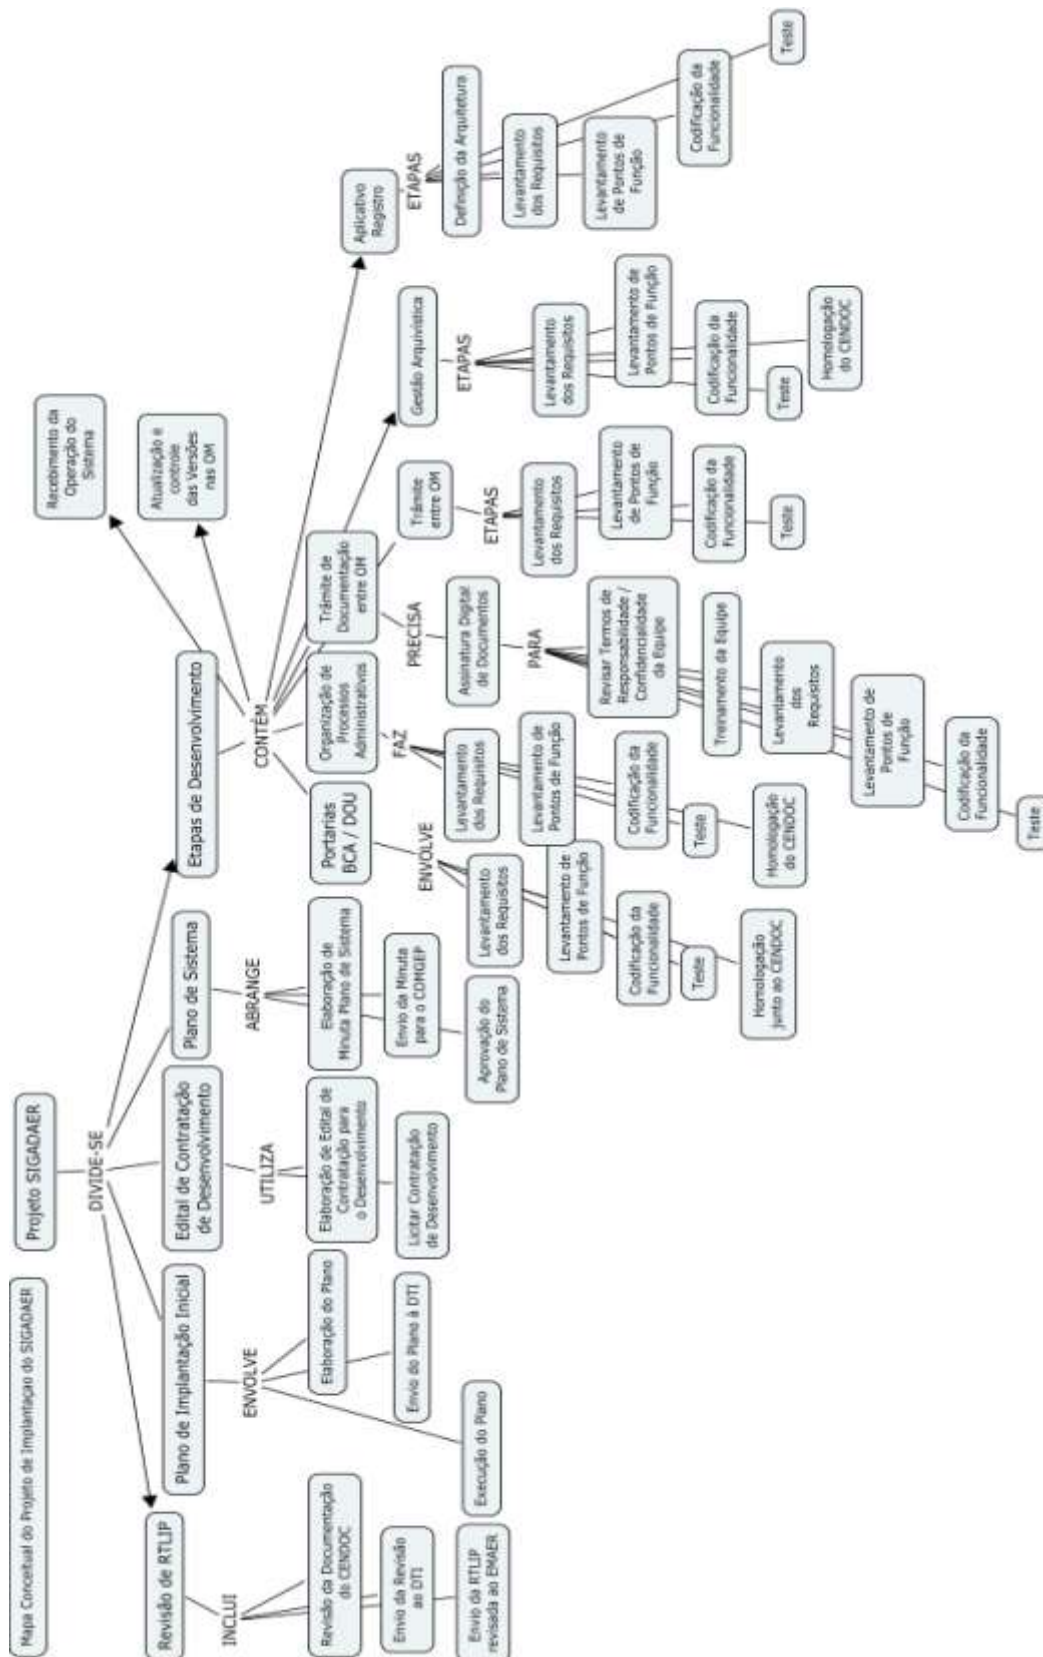 Mapa Conceitual do Projeto de Implantação do SIGADAER
Projeto SIGADAER
DIVIDE-SE
Revisão de RTLIP
INCLUI
Revisão da Documentação
do CENDOC
Envio da Revisão
ao DTI
Envio da RTLIP
revisada ao EMAER
Plano de Implantação Inicial
ENVOLVE
Elaboração do Plano
Envio do Plano à DTI
Execução do Plano
Edital de Contratação
de Desenvolvimento
UTILIZA
Elaboração de Edital de
Contratação para
o Desenvolvimento
Licitar Contratação
de Desenvolvimento
Plano de Sistema
ABRANGE
Elaboração de
Minuta Plano de Sistema
Envio da Minuta
para o COMGEP
Aprovação do
Plano de Sistema
Etapas de Desenvolvimento
CONTÉM
Recebimento da
Operação do
Sistema
Atualização e
controle
das Versões
nas OM
Portarias
BCA / DOU
ENVOLVE
Levantamento
dos Requisitos
Levantamento de
Pontos de Função
Codificação da
Funcionalidade
Teste
Homologação
junto ao CENDOC
Organização de
Processos
Administrativos
FAZ
Levantamento
dos Requisitos
Levantamento de
Pontos de Função
Codificação da
Funcionalidade
Teste
Homologação
do CENDOC
Trâmite de
Documentação
entre OM
PRECISA
Assinatura Digital
de Documentos
PARA
Revisar Termos de
Responsabilidade /
Confidencialidade
da Equipe
Treinamento da Equipe
Levantamento
dos
Requisitos
Levantamento de
Pontos de
Função
Codificação da
Funcionalidade
Teste
Trâmite
entre OM
ETAPAS
Levantamento
dos Requisitos
Levantamento
de Pontos de
Função
Codificação da
Funcionalidade
Teste
Gestão Arquivística
ETAPAS
Levantamento
dos Requisitos
Levantamento de
Pontos de Função
Codificação da
Funcionalidade
Teste
Homologação
do CENDOC
Aplicativo
Registro
ETAPAS
Definição da Arquitetura
Levantamento
dos Requisitos
Levantamento
de Pontos de
Função
Codificação da
Funcionalidade
Teste